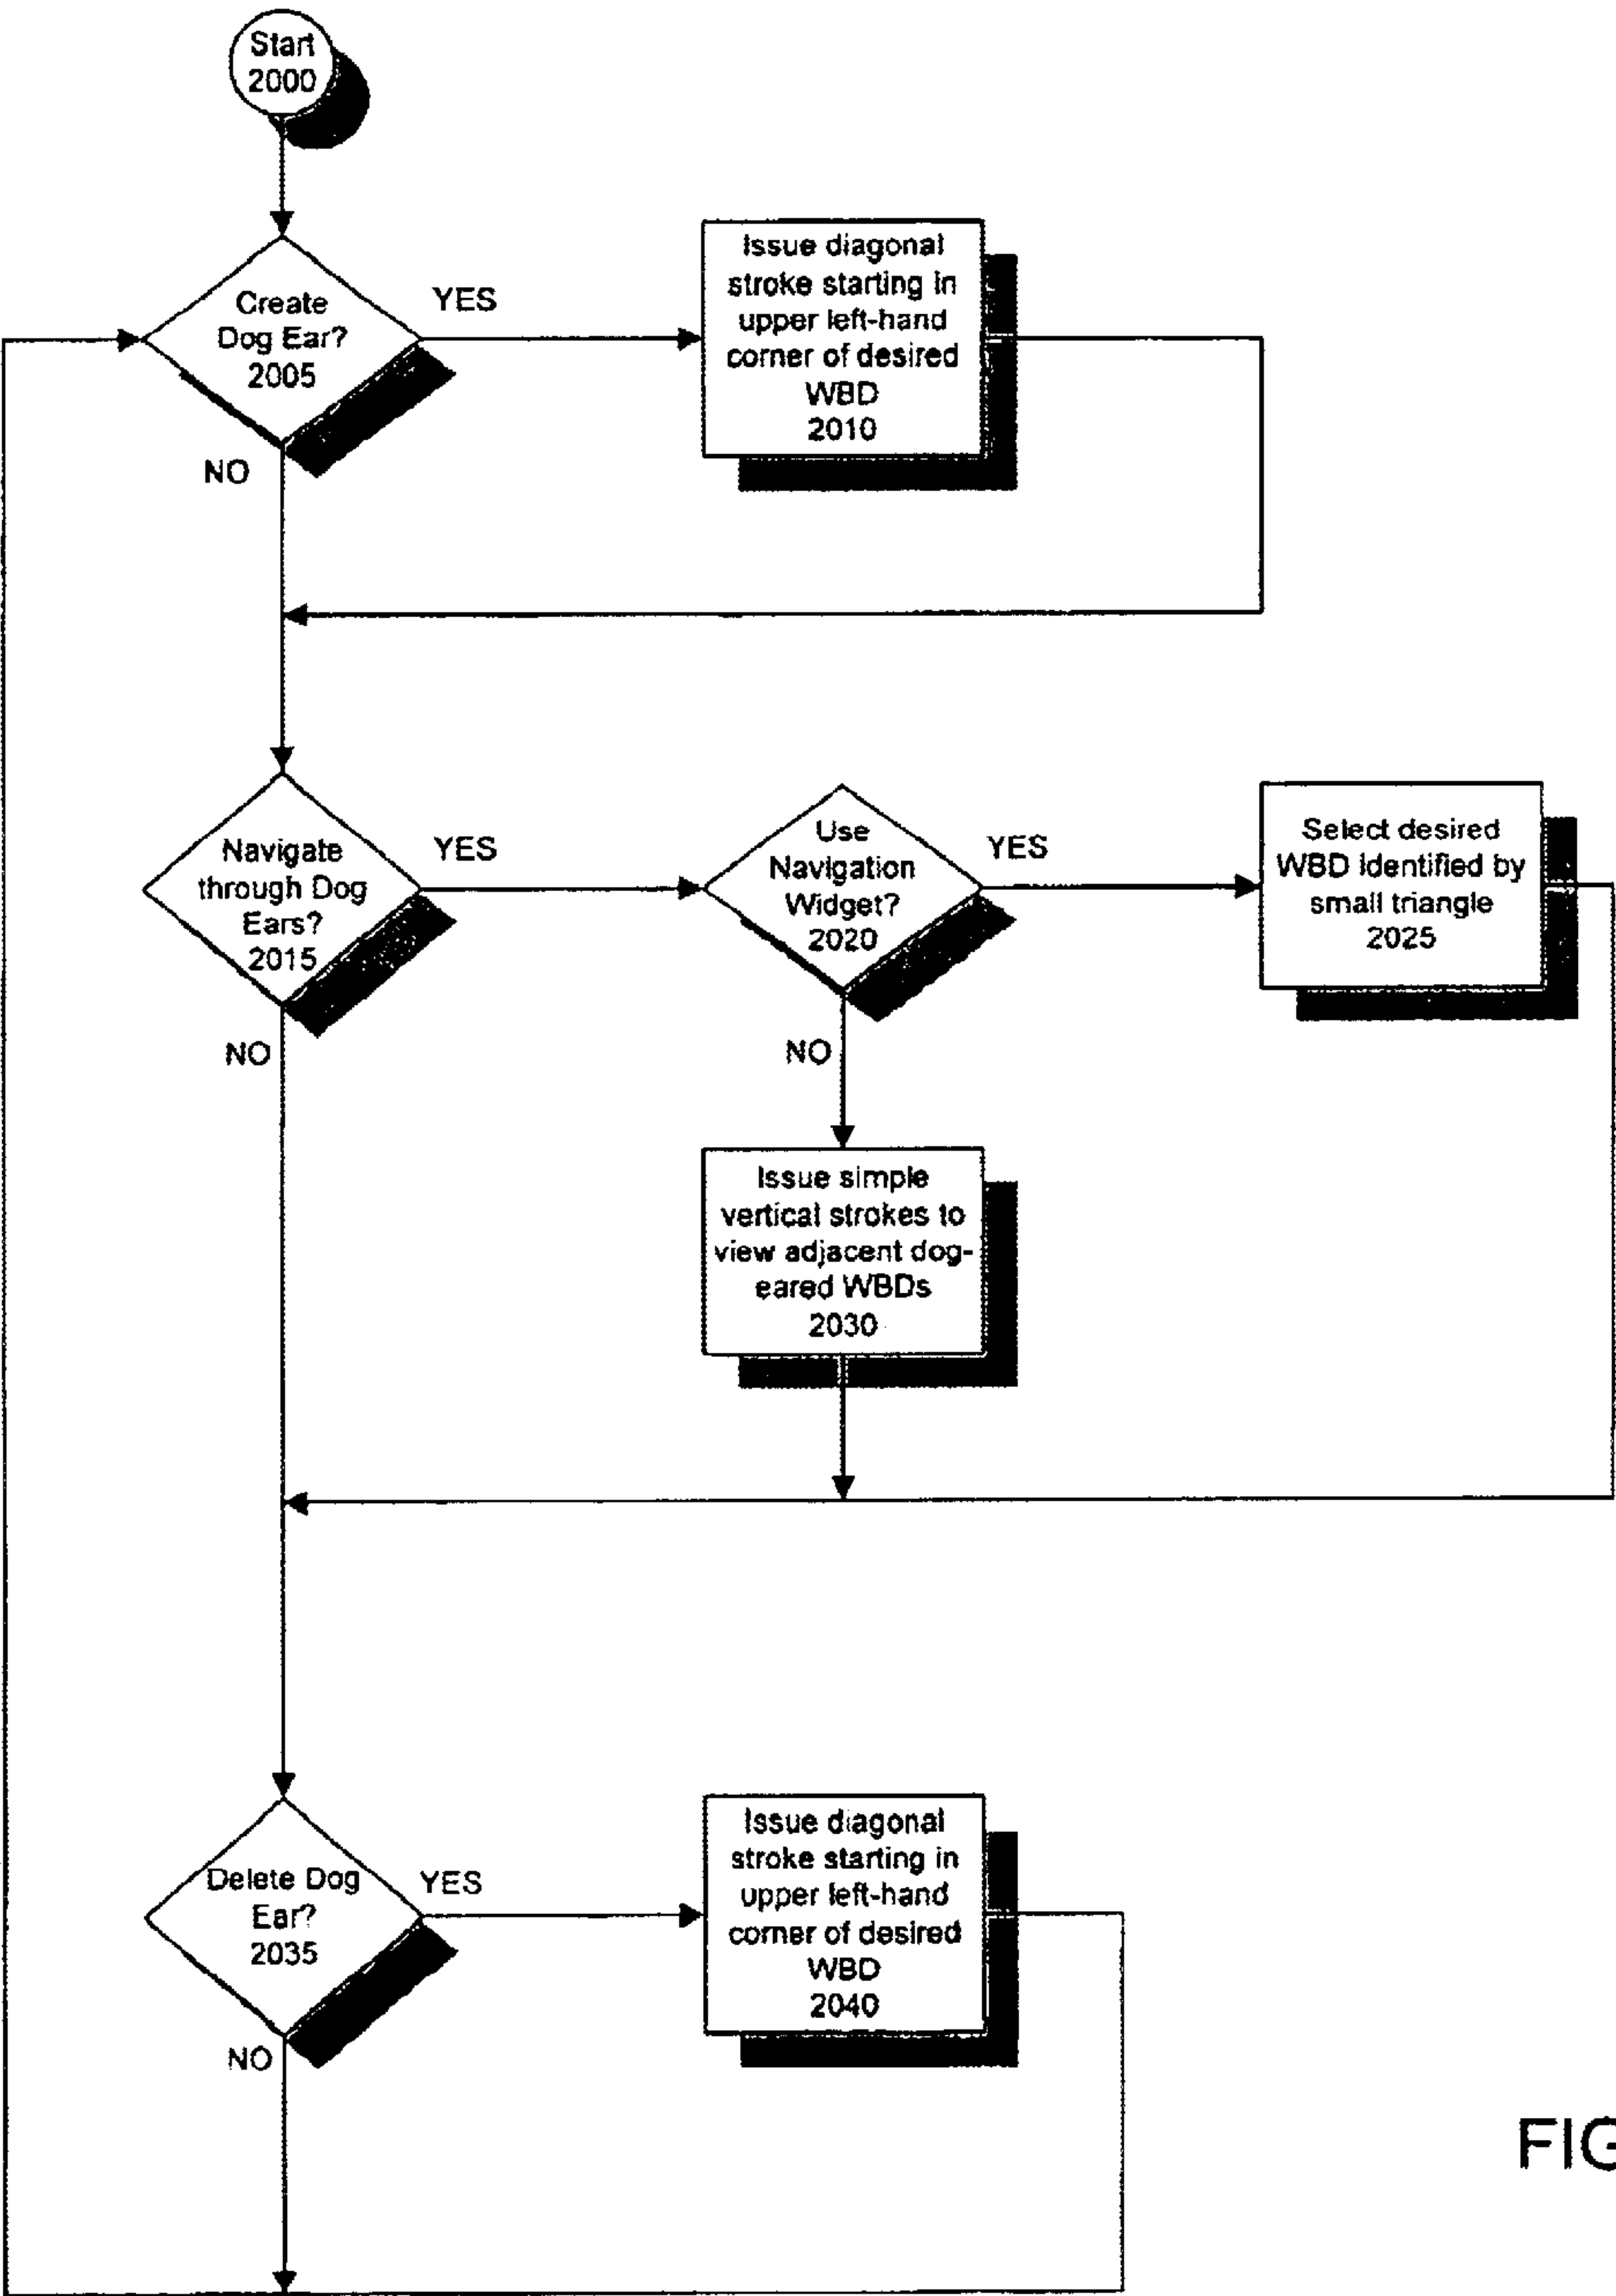 Start
2000
Create
Dog Ear?
2005
YES
NO
Issue diagonal
stroke starting in
upper left-hand
corner of desired
WBD
2010
Navigate
through Dog
Ears?
2015
YES
NO
Use
Navigation
Widget?
2020
YES
NO
Select desired
WBD identified by
small triangle
2025
Issue simple
vertical strokes to
view adjacent dog-
eared WBDs
2030
Delete Dog
Ear?
2035
YES
NO
Issue diagonal
stroke starting in
upper left-hand
corner of desired
WBD
2040
FIG